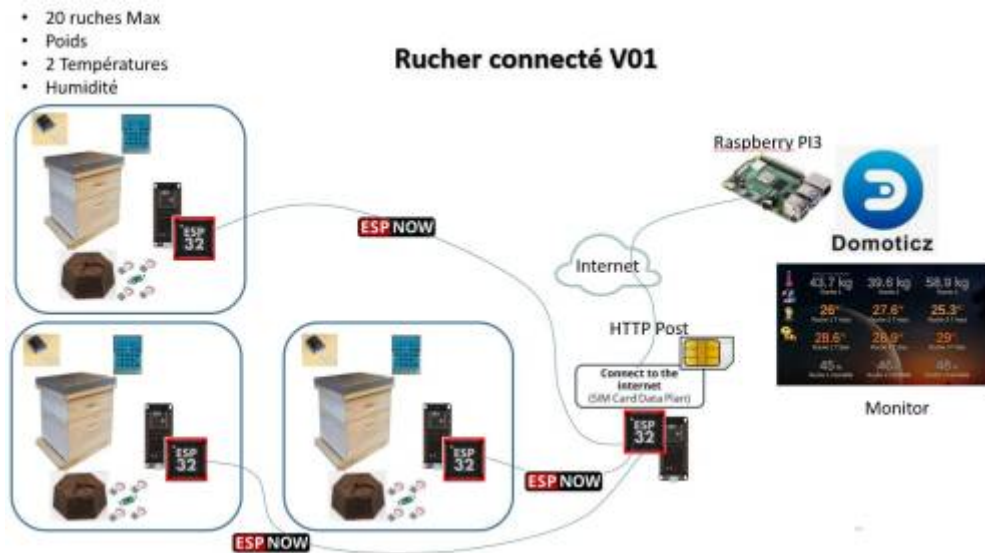 20 ruches Max
Poids
2 Températures
Humidité
Rucher connecté V01
Raspberry PI3
Domoticz
ESP
32
ESP NOW
Internet
43,7 kg 39.6 kg 58.9 kg
26° 27.6° 25.3°
28.6° 28.9° 29°
45
HTTP Post
Connect to the
internet
(SIM Card Data Plan)
Monitor
ESP
32
ESP
32
ESP
32
ESP NOW
ESP NOW